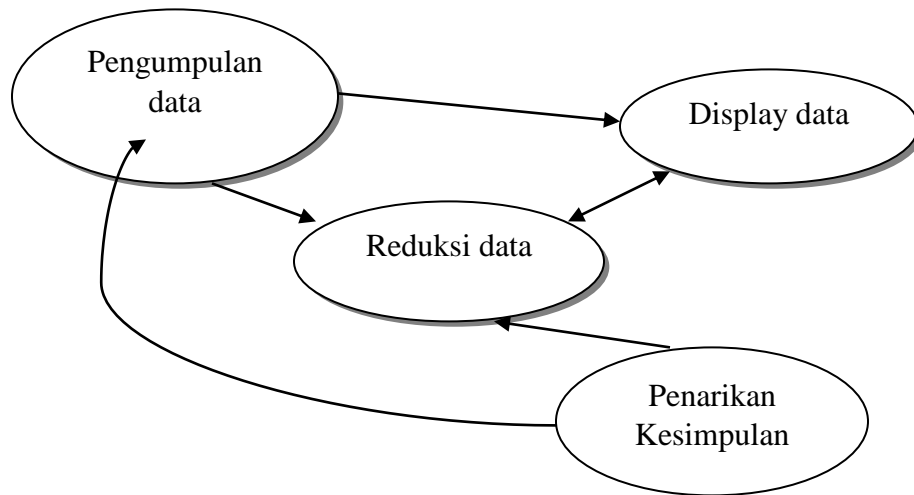 Pengumpulan
data
Display data
Reduksi data
Penarikan
Kesimpulan